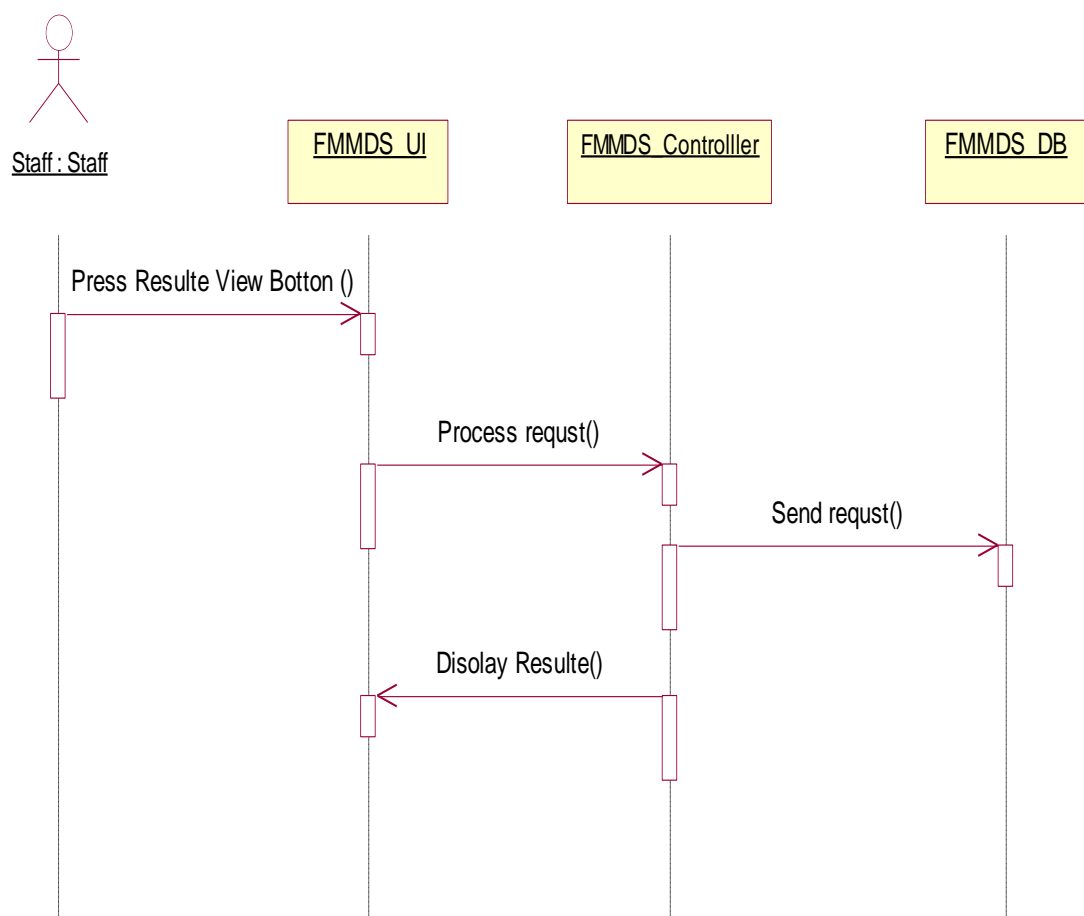 Staff : Staff
FMMDS_UI
FMMDS_Controlller
FMMDS_DB
Press Resulte View Botton ()
Process requst()
Send requst()
Disolay Resulte()